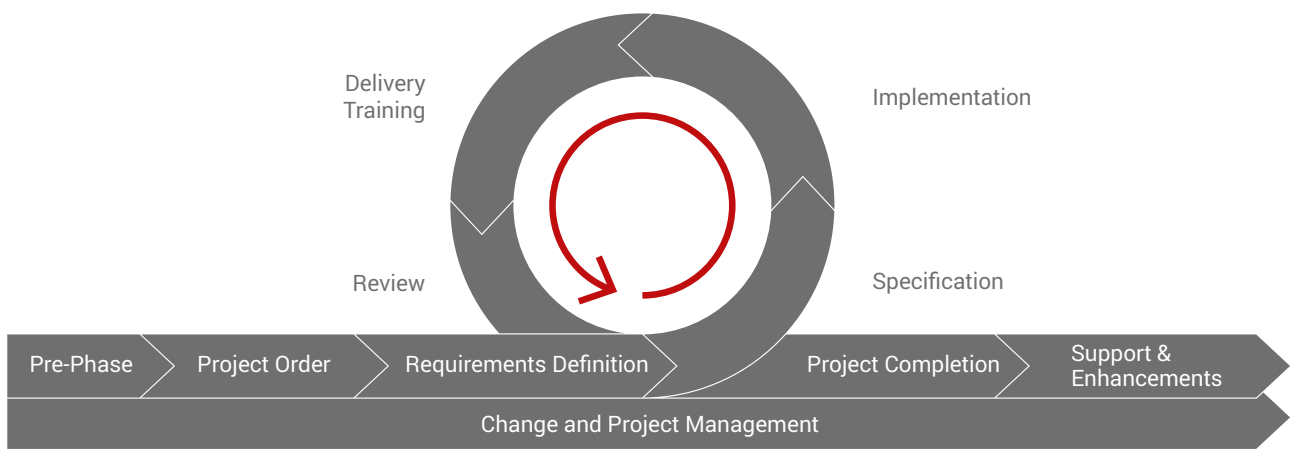 Delivery
Training
Implementation
Review
Specification
Pre-Phase
Project Order
Requirements Definition
Project Completion
Support &
Enhancements
Change and Project Management